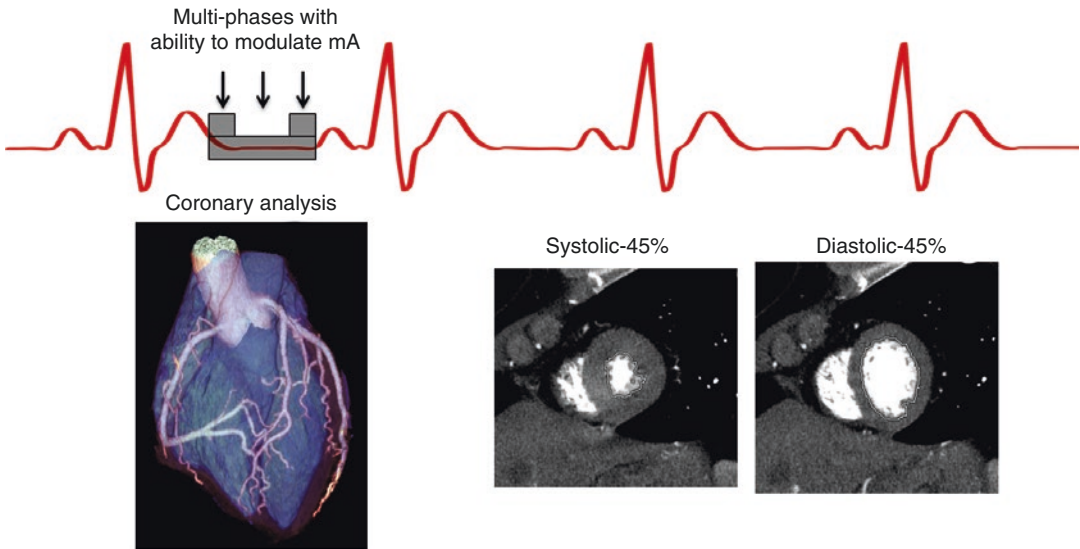 Multi-phases with
ability to modulate mA
Coronary analysis
Systolic-45%
Diastolic-45%